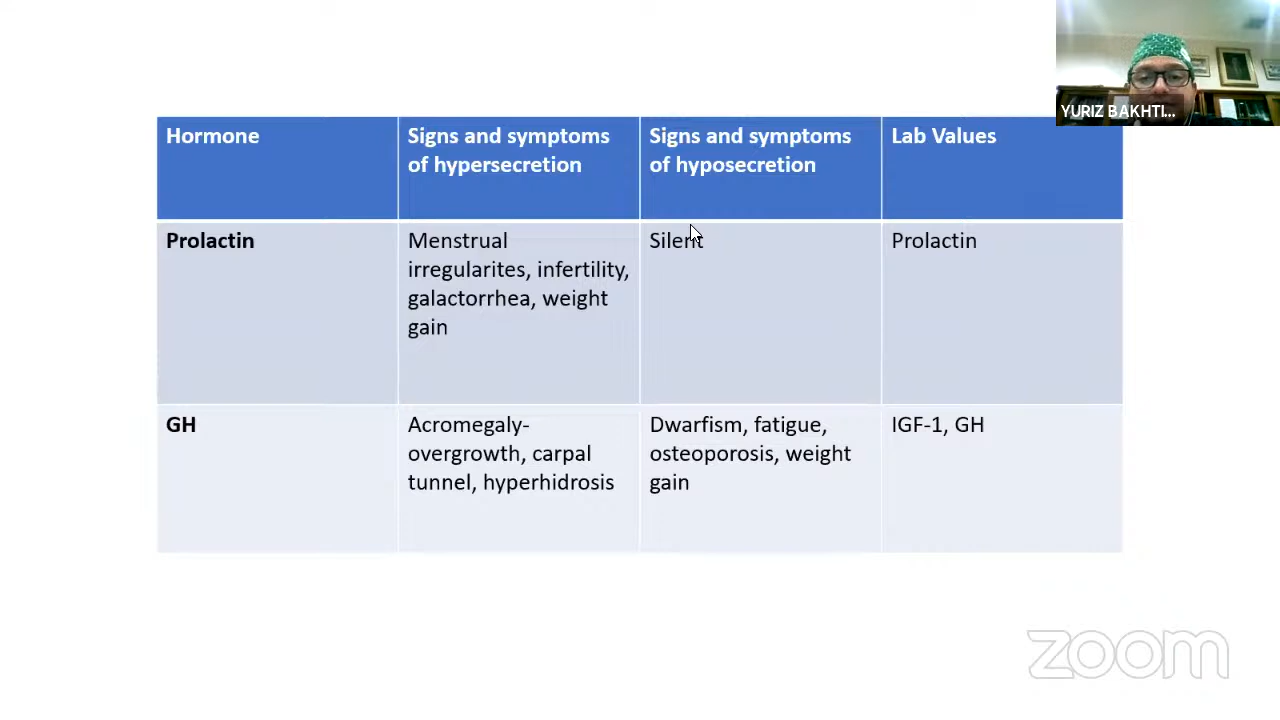 YURIZ BAKHTI...
Hormone
Signs and symptoms
of hypersecretion
Signs and symptoms
of hyposecretion
Lab Values
Prolactin
Menstrual
irregularites, infertility,
galactorrhea, weight
gain
Silent
Prolactin
GH
Acromegaly-
overgrowth, carpal
tunnel, hyperhidrosis
Dwarfism, fatigue,
osteoporosis, weight
gain
IGF-1, GH
zoom